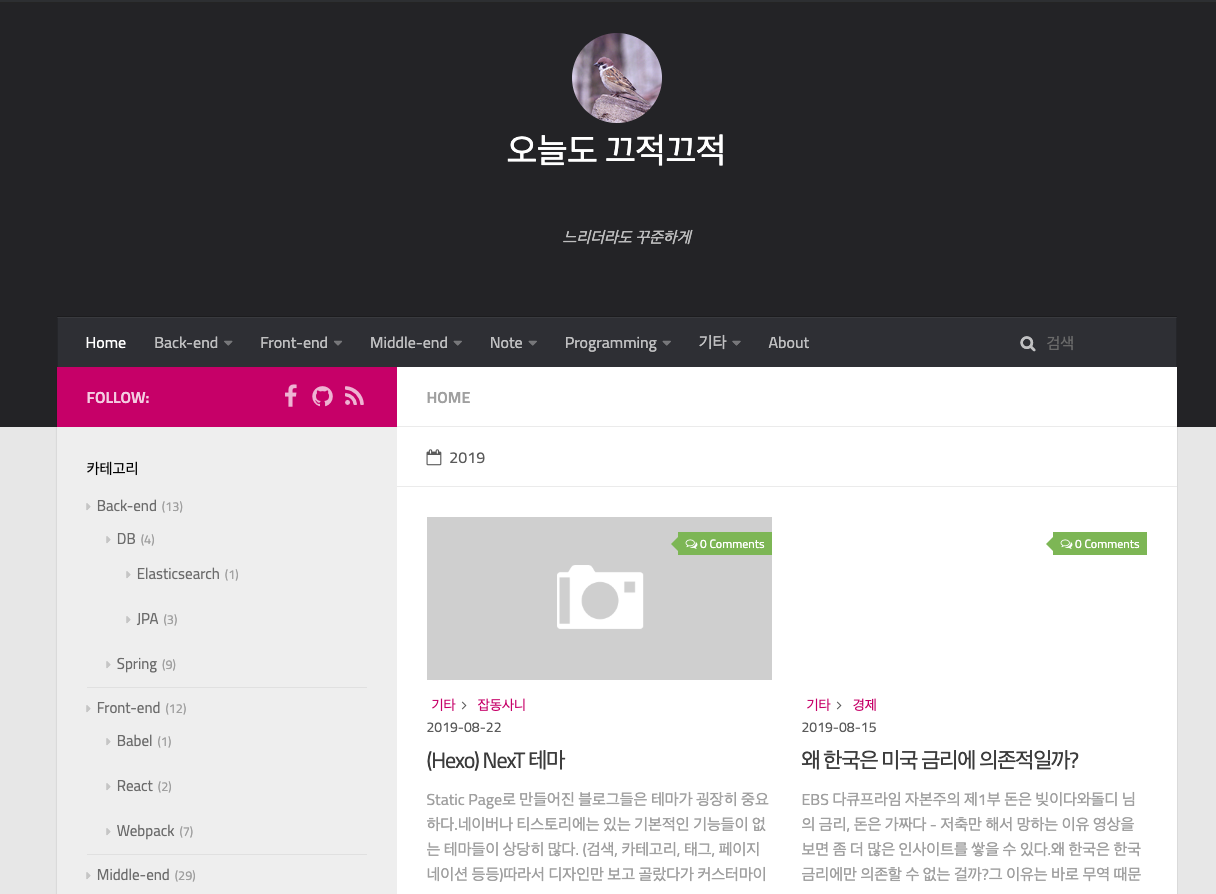 오늘도 끄적끄적
느리더라도 꾸준하게
Home Back-end Front-end Middle-end Note Programming 기타 About 검색
FOLLOW:
HOME
2019
카테고리
Back-end (13)
DB (4)
Elasticsearch (1)
JPA (3)
Spring (9)
Front-end (12)
Babel (1)
React (2)
Webpack (7)
Middle-end (29)
0 Comments
기타 > 잡동사니
2019-08-22
(Hexo) NexT 테마
Static Page로 만들어진 블로그들은 테마가 굉장히 중요
하다.네이버나 티스토리에는 있는 기본적인 기능들이 없
는 테마들이 상당히 많다. (검색, 카테고리, 태그, 페이지
네이션 등등)따라서 디자인만 보고 골랐다가 커스터마이
0 Comments
기타 > 경제
2019-08-15
왜 한국은 미국 금리에 의존적일까?
EBS 다큐프라임 자본주의 제1부 돈은 빚이다와돌디 님
의 금리, 돈은 가짜다 - 저축만 해서 망하는 이유 영상을
보면 좀 더 많은 인사이트를 쌓을 수 있다.왜 한국은 한국
금리에만 의존할 수 없는 걸까?그 이유는 바로 무역 때문